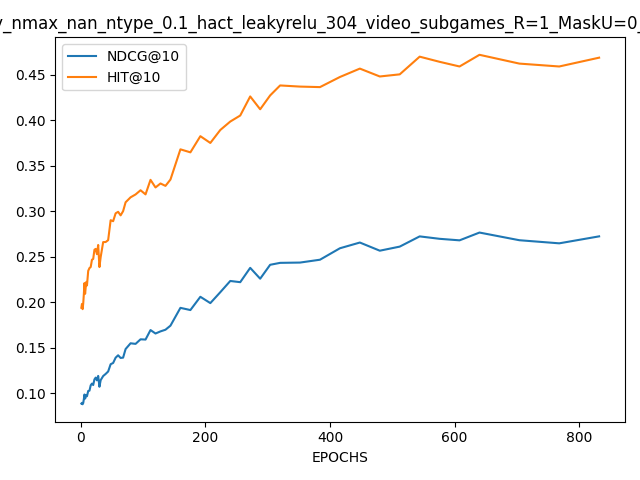 y_nmax_nan_ntype_0.1_hact_leakyrelu_304_video_subgames_R=1_MaskU=0_
NDCG@10
HIT@10
0.45
0.40
0.35
0.30
0.25
0.20
0.15
0.10
0 200 400 600 800
EPOCHS